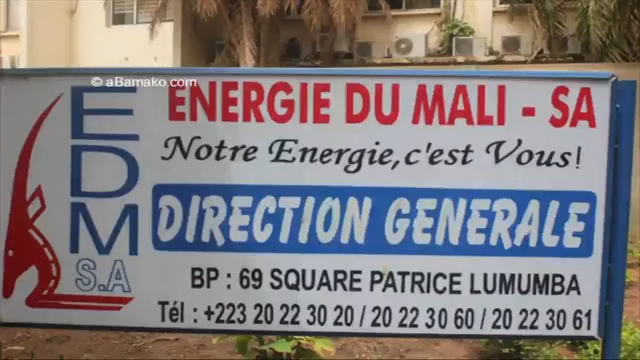 © aBamako.com
EDM
S.A
ENERGIE DU MALI - SA
Notre Energie, c'est Vous!
DIRECTION GENERALE
BP : 69 SQUARE PATRICE LUMUMBA
Tél : +223 20 22 30 20 / 20 22 30 60 / 20 22 30 61